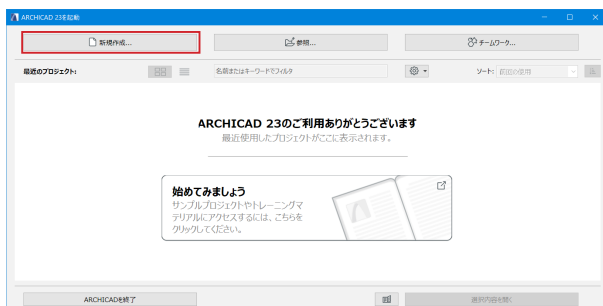 ARCHICAD 23を起動
新規作成...
参照...
チームワーク...
最近のプロジェクト:
名前またはキーワードでフィルタ
ソート:
前回の使用
ARCHICAD 23のご利用ありがとうございます
最近使用したプロジェクトがここに表示されます。
始めてみましょう
サンプルプロジェクトやトレーニングマ
テリアルにアクセスするには、こちらを
クリックしてください。
ARCHICADを終了
選択内容を開く